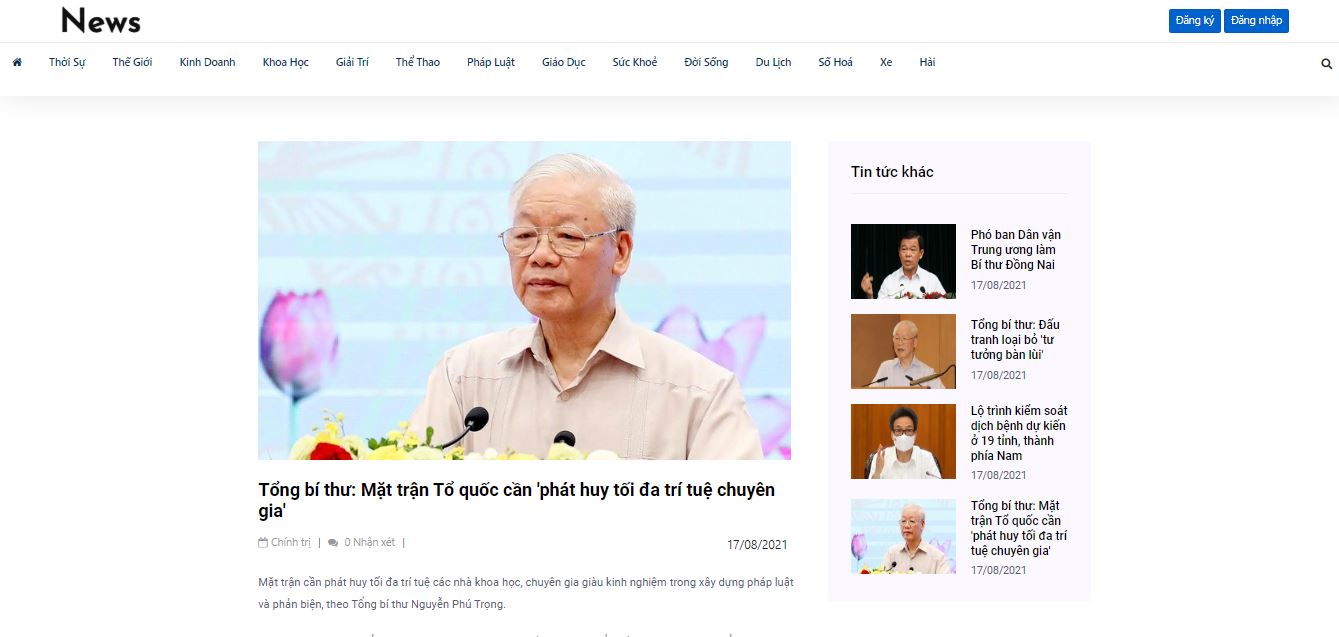 News
Đăng ký
Đăng nhập
Thời Sự
Thế Giới
Kinh Doanh
Khoa Học
Giải Trí
Thể Thao
Pháp Luật
Giáo Dục
Sức Khoẻ
Đời Sống
Du Lịch
Số Hoá
Xe
Hài
Tổng bí thư: Mặt trận Tổ quốc cần 'phát huy tối đa trí tuệ chuyên
gia'
Chính trị | 0 Nhận xét |
17/08/2021
Mặt trận cần phát huy tối đa trí tuệ các nhà khoa học, chuyên gia giàu kinh nghiệm trong xây dựng pháp luật
và phản biện, theo Tổng bí thư Nguyễn Phú Trọng.
Tin tức khác
Phó ban Dân vận
Trung ương làm
Bí thư Đồng Nai
17/08/2021
Tổng bí thư: Đấu
tranh loại bỏ 'tư
tưởng bàn lùi'
17/08/2021
Lộ trình kiểm soát
dịch bệnh dự kiến
ở 19 tỉnh, thành
phía Nam
17/08/2021
Tổng bí thư: Mặt
trận Tổ quốc cần
'phát huy tối đa trí
tuệ chuyên gia'
17/08/2021